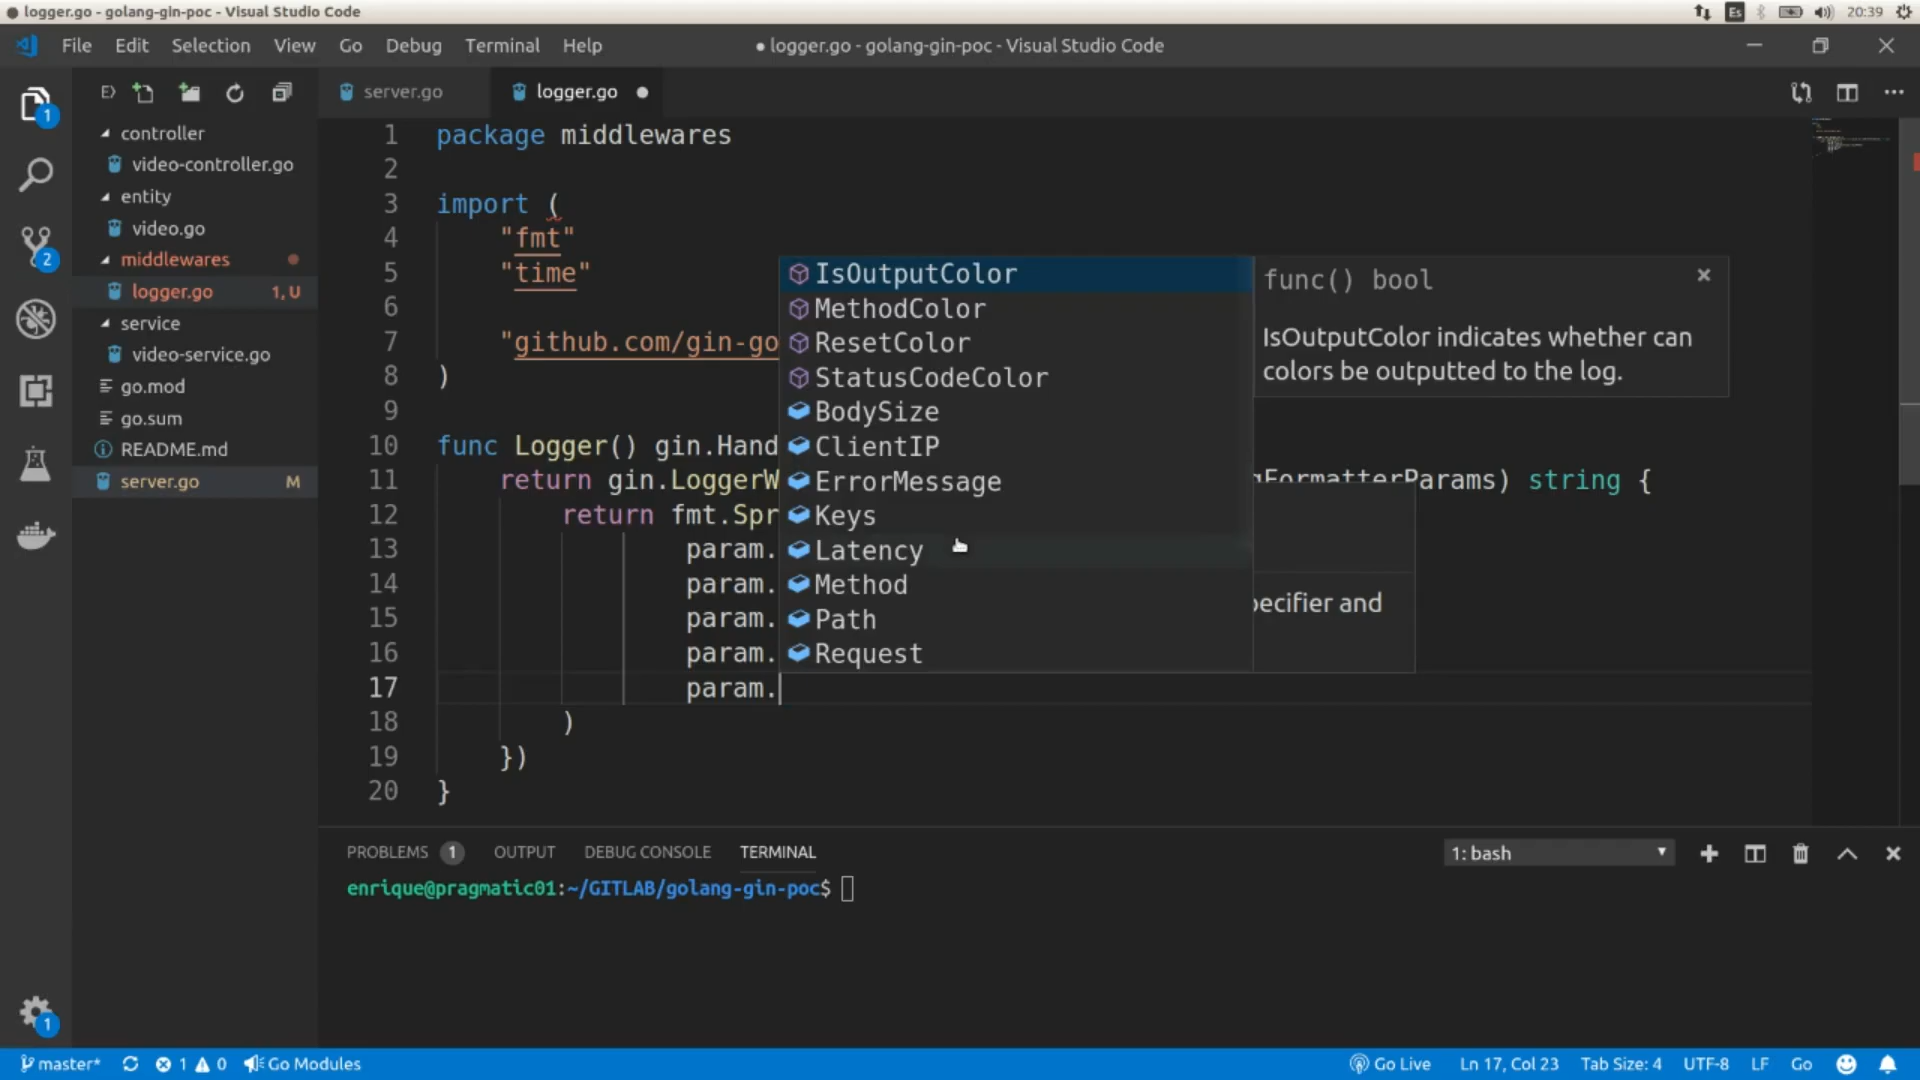 logger.go - golang-gin-poc - Visual Studio Code
Es
20:39
File Edit Selection View Go Debug Terminal Help
● logger.go - golang-gin-poc - Visual Studio Code
server.go
logger.go
1
controller
video-controller.go
entity
video.go
2
middlewares
logger.go 1, U
service
video-service.go
go.mod
go.sum
README.md
server.go M
1 package middlewares
2
3 import (
4 "fmt"
5 "time"
6
7 "github.com/gin-go
8 )
9
10 func Logger() gin.Hand
11 return gin.LoggerW gFormatterParams) string {
12 return fmt.Spr
13 param.
14 param.
15 param.
16 param.
17 param.
18 )
19 })
20 }
IsOutputColor
MethodColor
ResetColor
StatusCodeColor
BodySize
ClientIP
ErrorMessage
Keys
Latency
Method
Path
Request
func() bool
IsOutputColor indicates whether can
colors be outputted to the log.
pecifier and
PROBLEMS 1 OUTPUT DEBUG CONSOLE TERMINAL
1: bash
enrique@pragmatic01:~/GITLAB/golang-gin-poc$
1
master* 1 0 Go Modules
Go Live Ln 17, Col 23 Tab Size: 4 UTF-8 LF Go